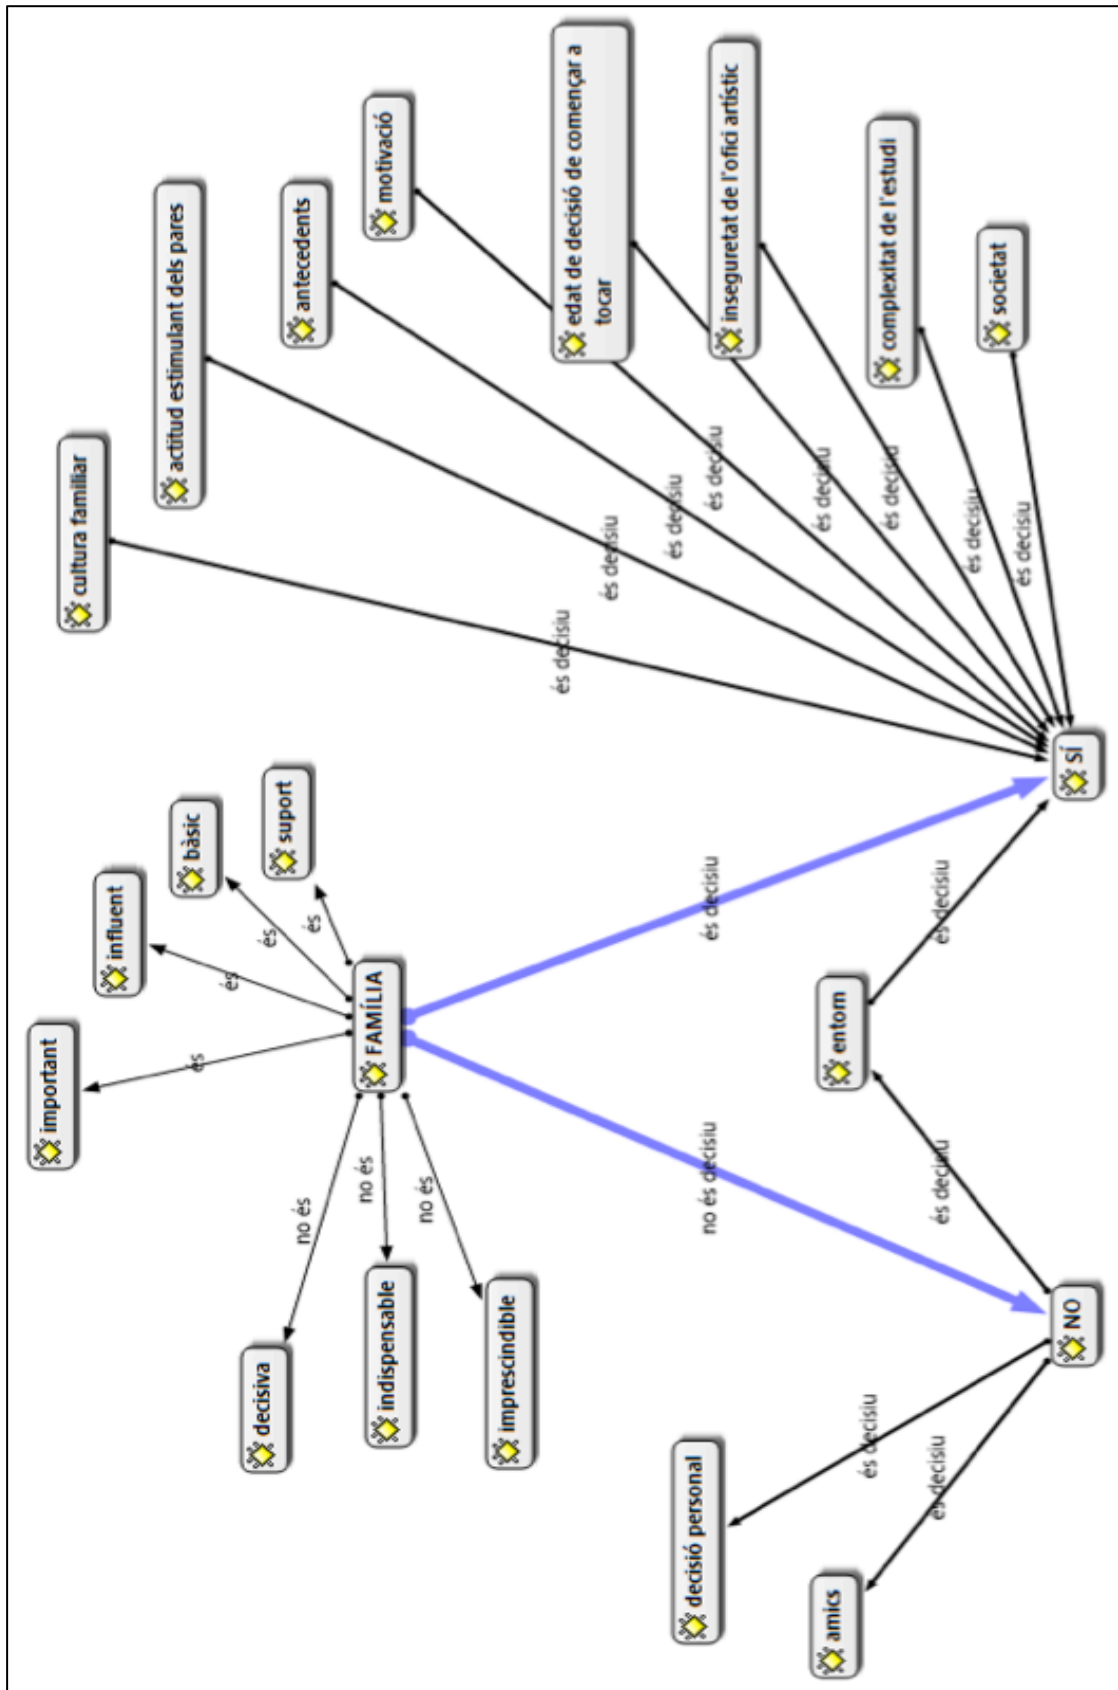 important
cultura familiar
influent
actitud estimulant dels pares
bàsic
és
és
decisiva
és
suport
antecedents
no és
és
no és
FAMÍLIA
motivació
indispensable
no és
imprescindible
és decisiu
edat de decisió de començar a
tocar
és decisiu
és decisiu
decisió personal
no és decisiu
és decisiu
és decisiu
inseguretat de l'ofici artístic
és decisiu
amics
entorn
és decisiu
complexitat de l'estudi
és decisiu
és decisiu
és decisiu
és decisiu
és decisiu
societat
és decisiu
NO
SÍ